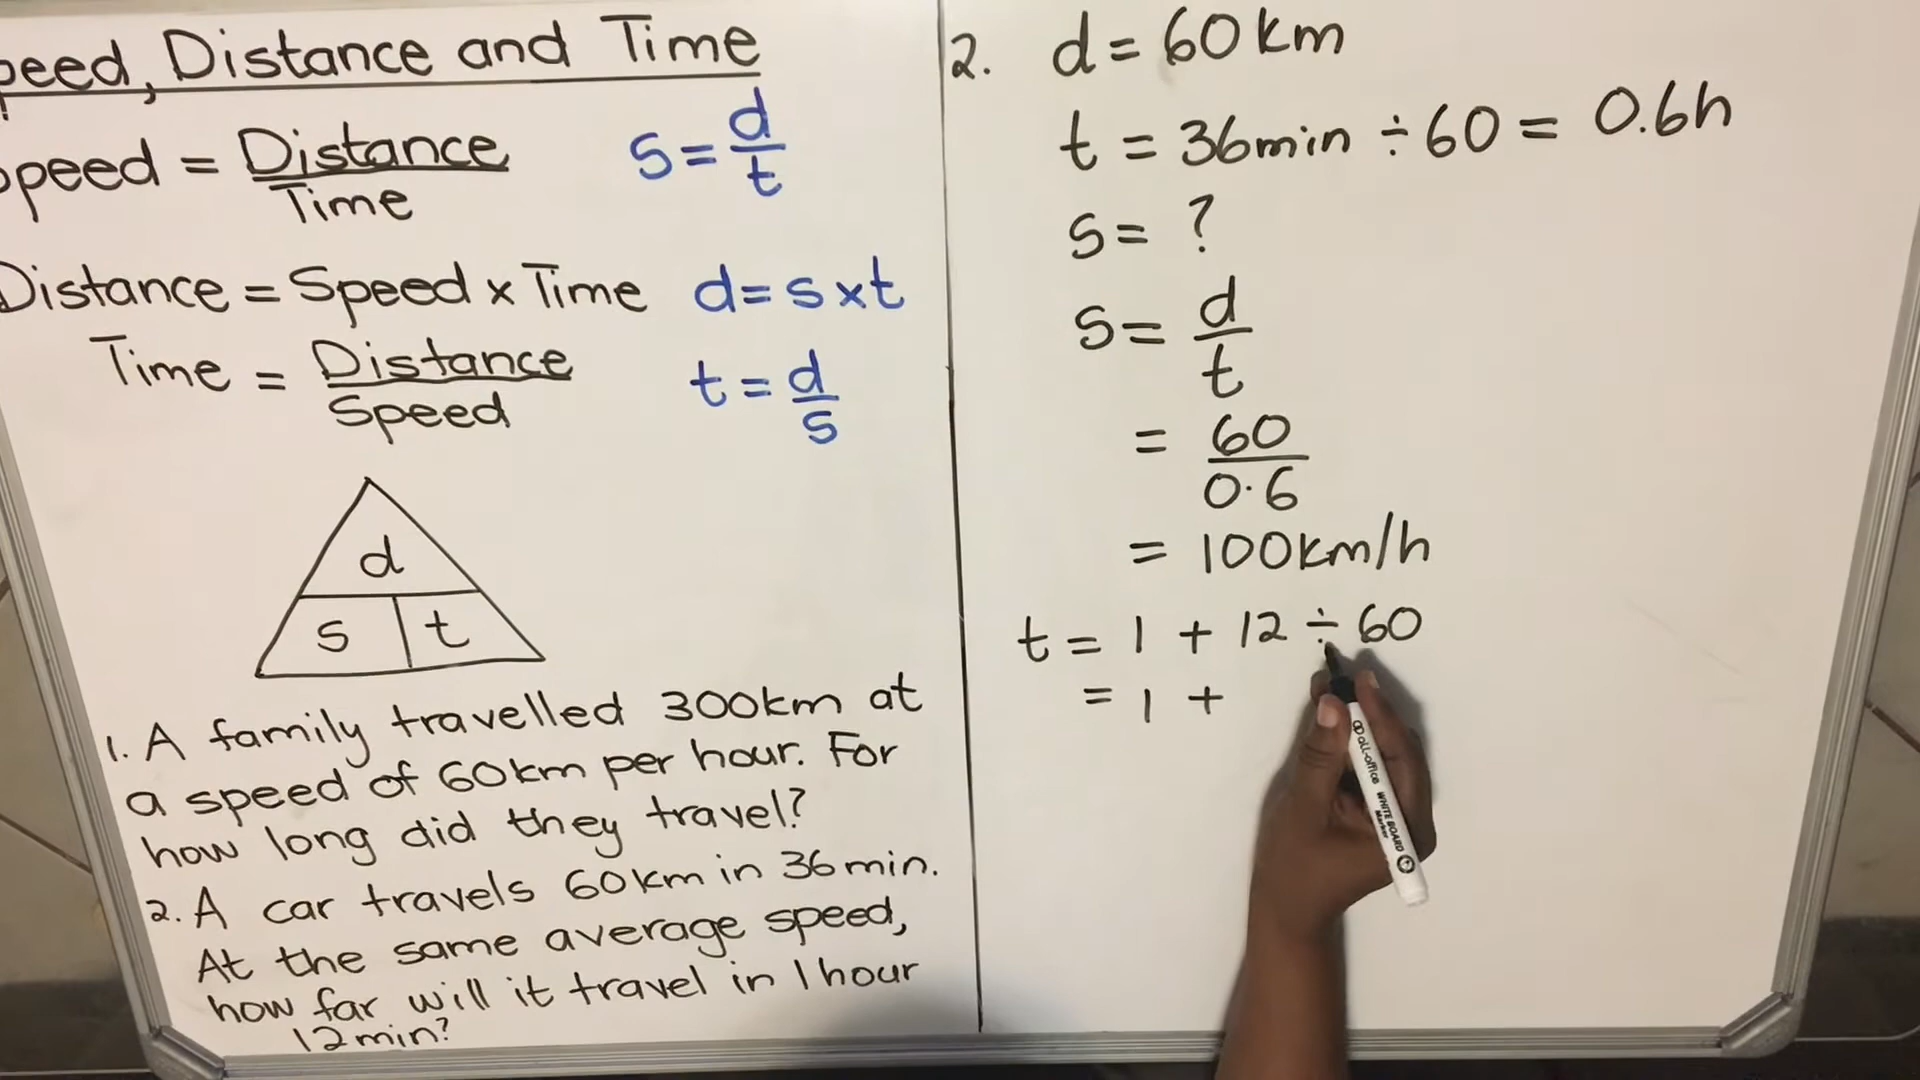 peed, Distance and Time
Speed = Distance / Time s = d / t
Distance = Speed x Time d = s x t
Time = Distance / Speed t = d / s
d
s t
1. A family travelled 300km at
a speed of 60km per hour. For
how long did they travel?
2. A car travels 60km in 36min.
At the same average speed,
how far will it travel in 1 hour
12min?
2. d = 60km
t = 36min ÷ 60 = 0.6h
s = ?
s = d / t
= 60 / 0.6
= 100km/h
t = 1 + 12 ÷ 60
= 1 +
all-office WHITE BOARD Marker